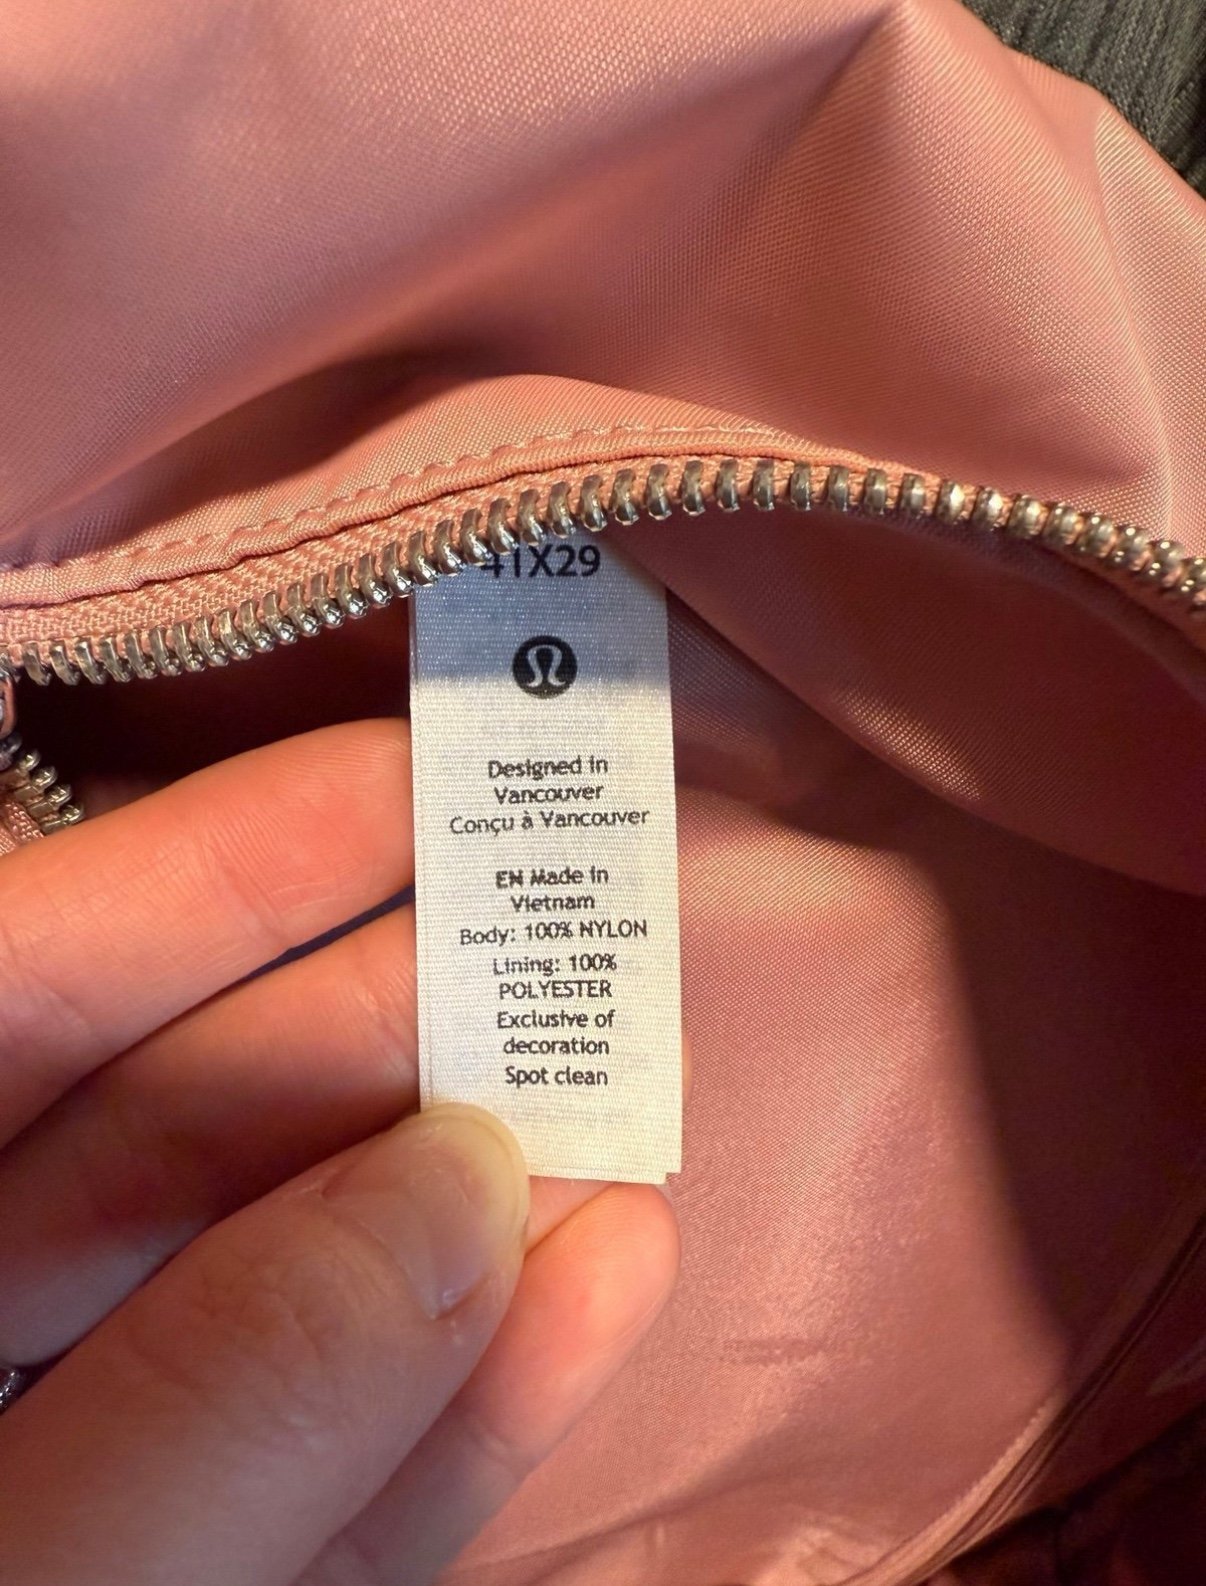 41X29
Designed in
Vancouver
Conçu à Vancouver
EN Made in
Vietnam
Body: 100% NYLON
Lining: 100%
POLYESTER
Exclusive of
decoration
Spot clean